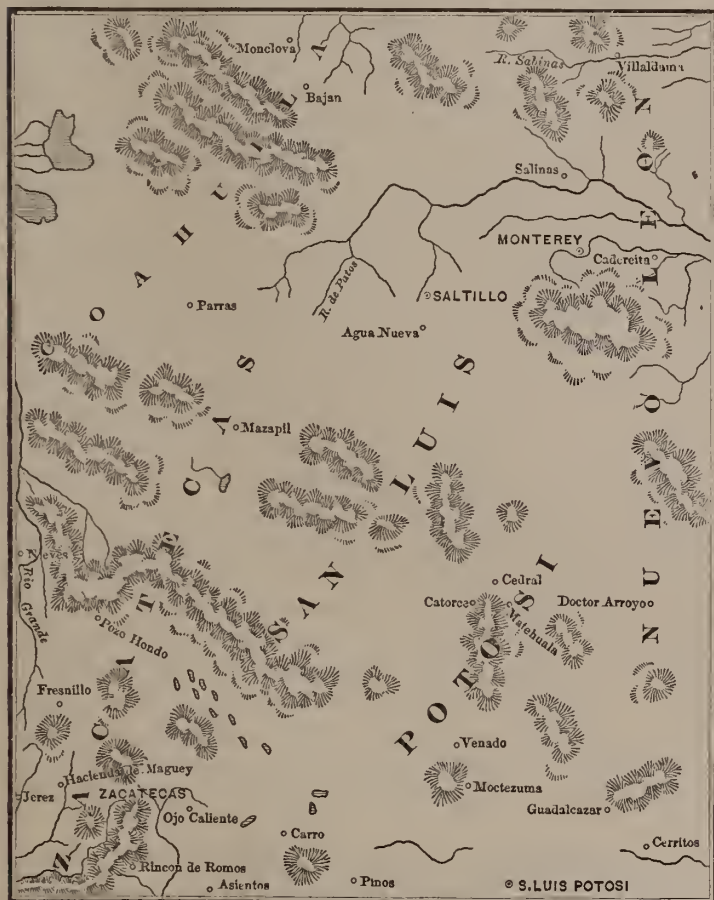 Monclova
Bajan
R. Sabinas
Villaldama
COAHUILA
Salinas
MONTEREY
Cadereita
R. de Patos
SALTILLO
Parras
Agua Nueva
NUEVO LEON
Mazapil
SAN LUIS POTOSI
Rio Grande
Cedral
Catorce
Matehuala
Doctor Arroyo
Pozo Hondo
Fresnillo
ZACATECAS
Venado
Hacienda de Maguey
Moctezuma
Jerez
ZACATECAS
Ojo Caliente
Guadalcazar
Carro
Cerritos
Rincon de Romos
Asientos
Pinos
S. LUIS POTOSI